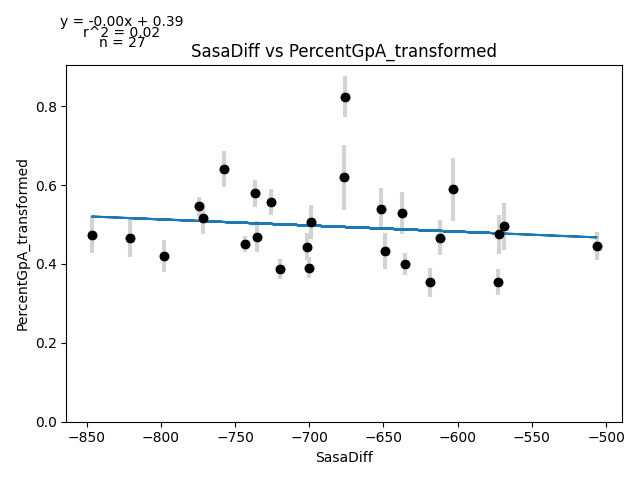 y = -0.00x + 0.39
r^2 = 0.02
n = 27
SasaDiff vs PercentGpA_transformed
PercentGpA_transformed
0.8
0.6
0.4
0.2
0.0
−850 −800 −750 −700 −650 −600 −550 −500
SasaDiff